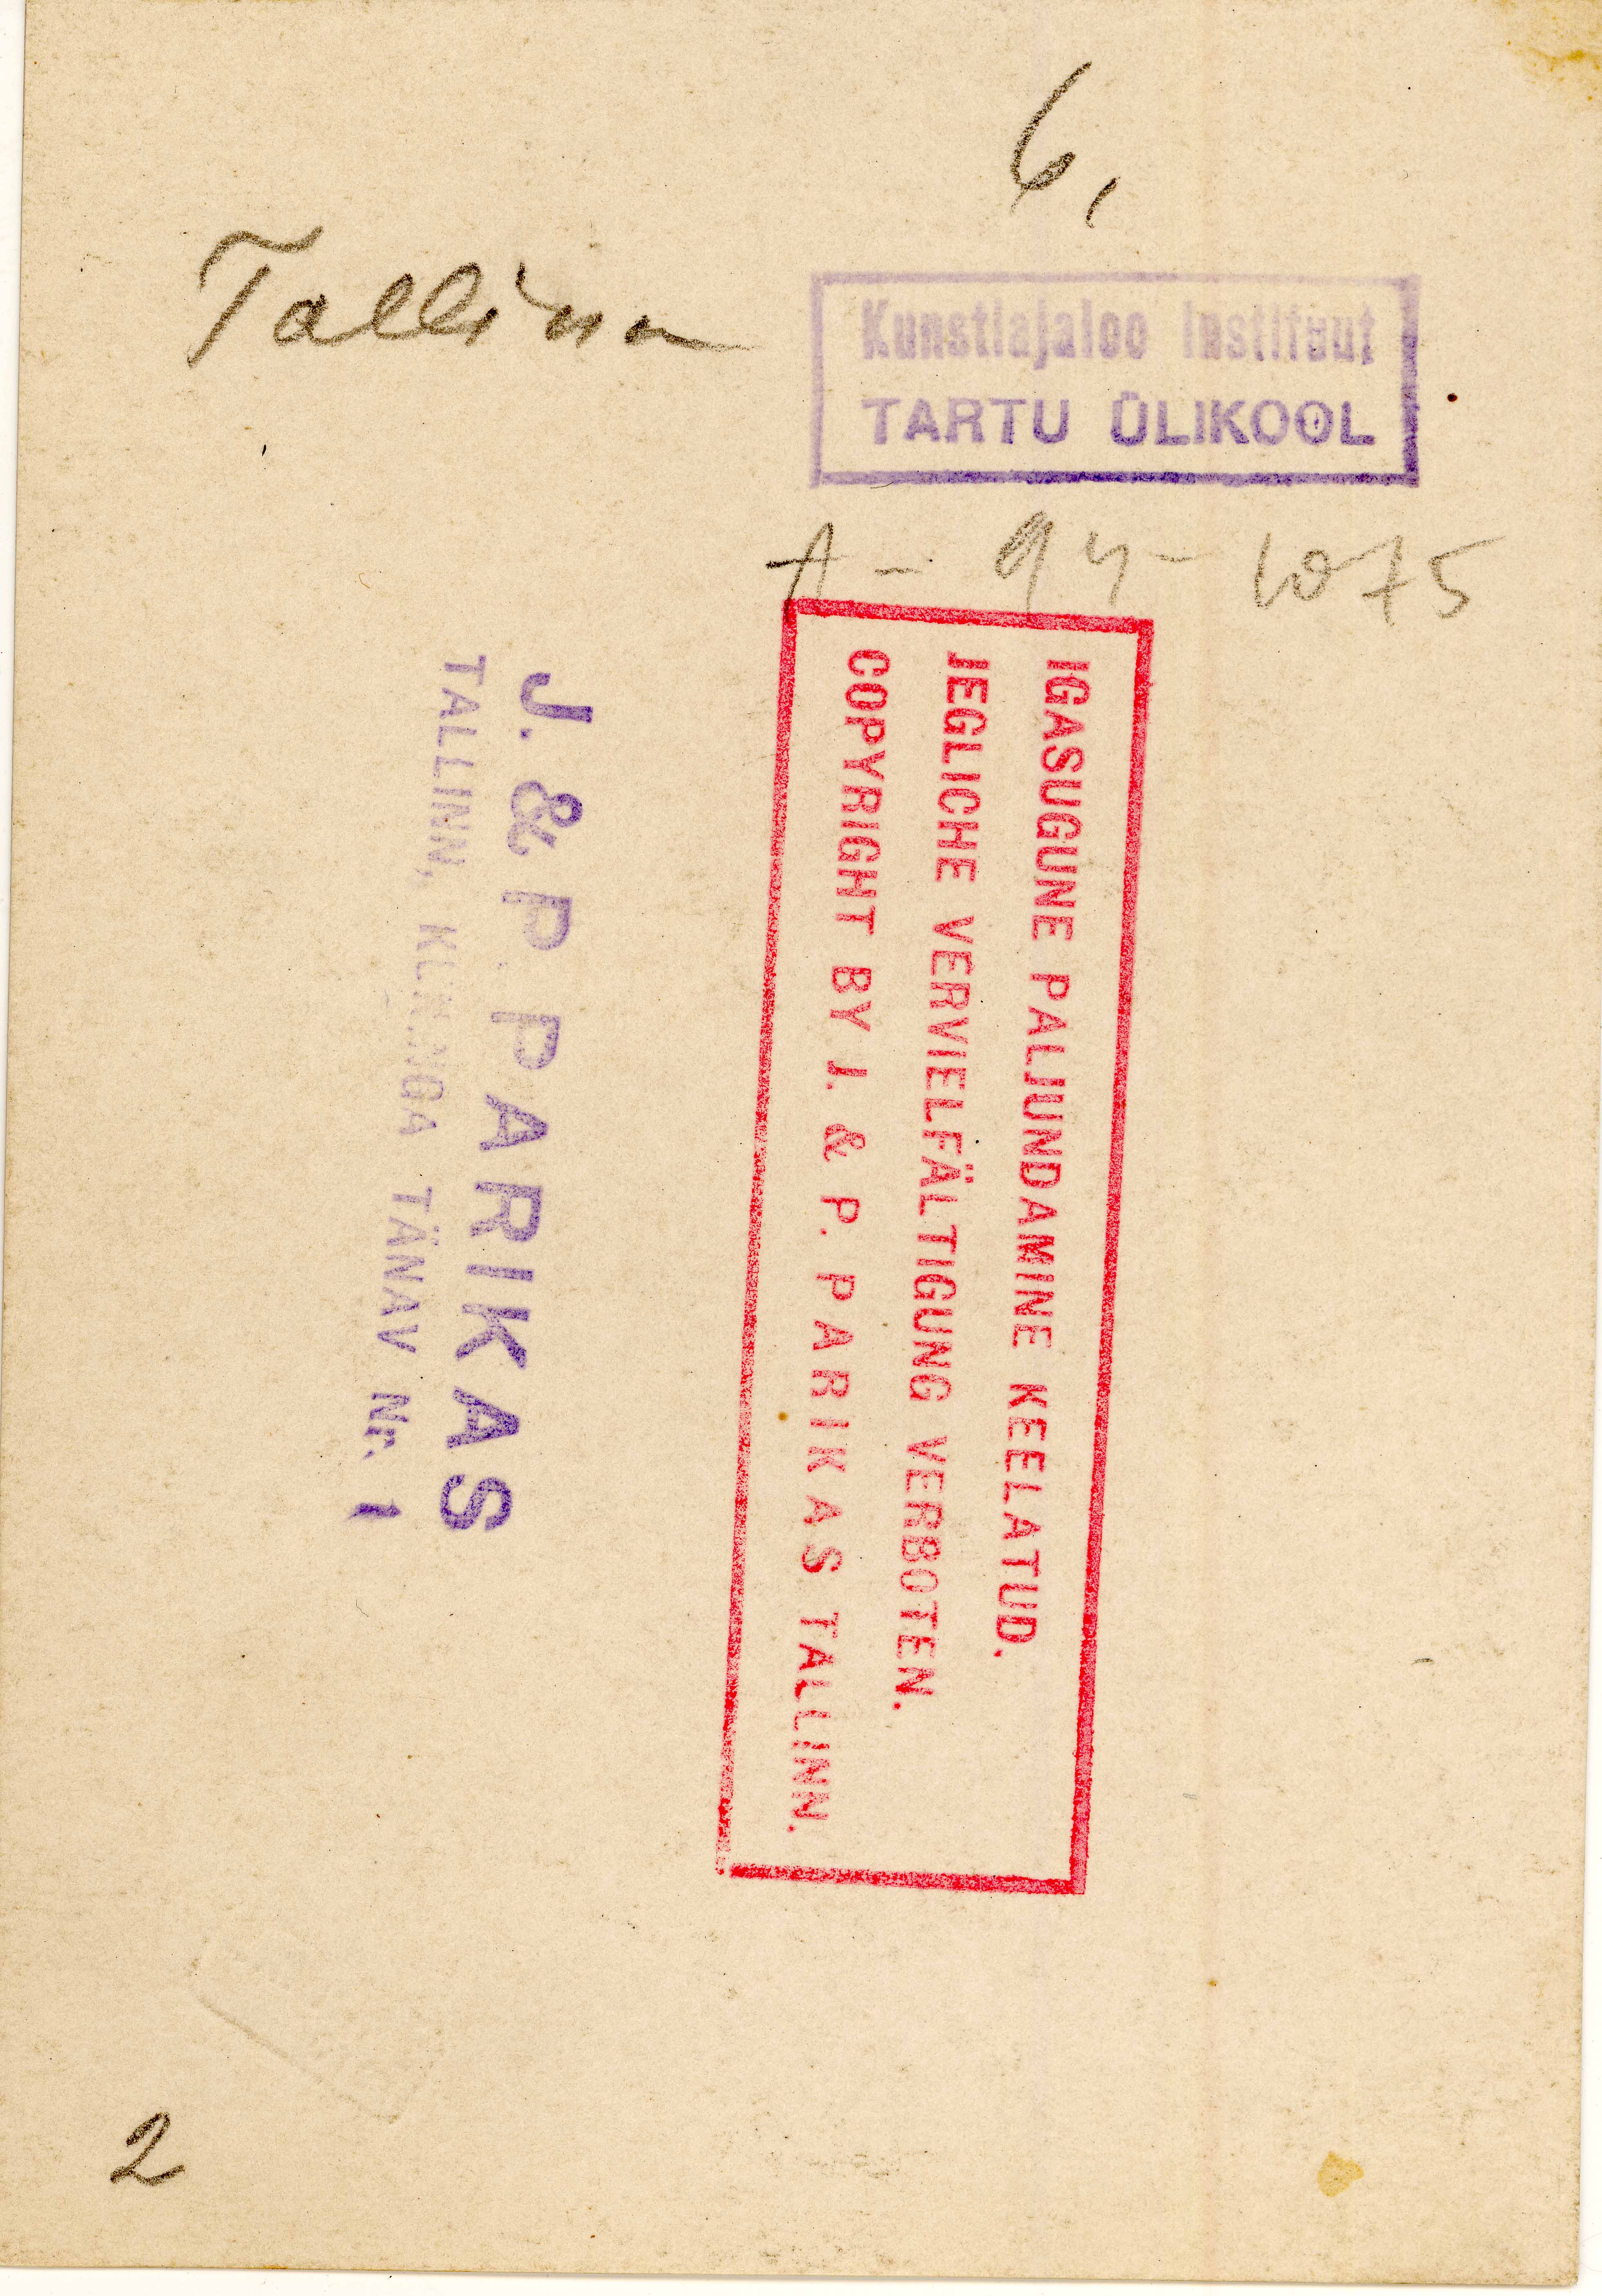 6.
Tallinn
Kunstiajaloo Instituut
TARTU ÜLIKOOL
A - 94 - 1075
IGASUGUNE PALJUNDAMINE KEELATUD.
JEGLICHE VERVIELFÄLTIGUNG VERBOTEN.
COPYRIGHT BY J. & P. PARIKAS TALLINN.
J. & P. PARIKAS
TALLINN, TÄNAV Nr. 1
2